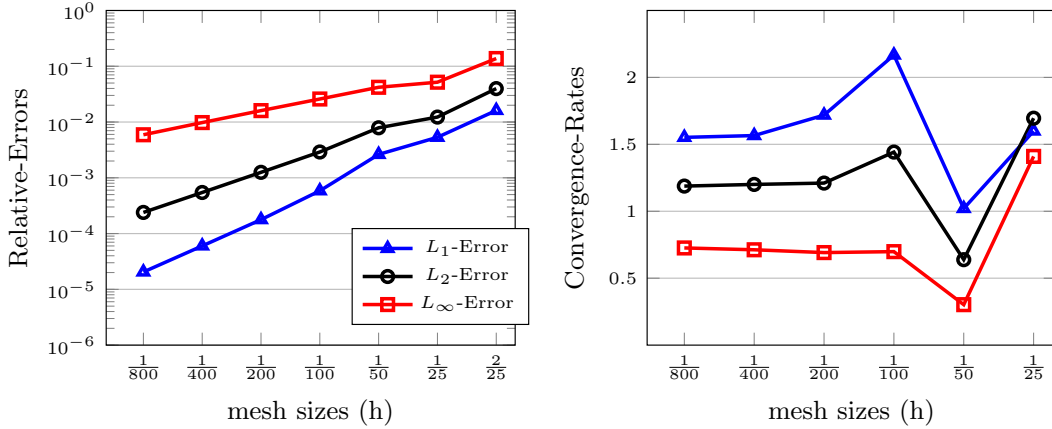 10^0
10^{-1}
10^{-2}
10^{-3}
10^{-4}
10^{-5}
10^{-6}
Relative-Errors
L_1-Error
L_2-Error
L_∞-Error
1/800 1/400 1/200 1/100 1/50 1/25 2/25
mesh sizes (h)
2
1.5
1
0.5
Convergence-Rates
1/800 1/400 1/200 1/100 1/50 1/25
mesh sizes (h)